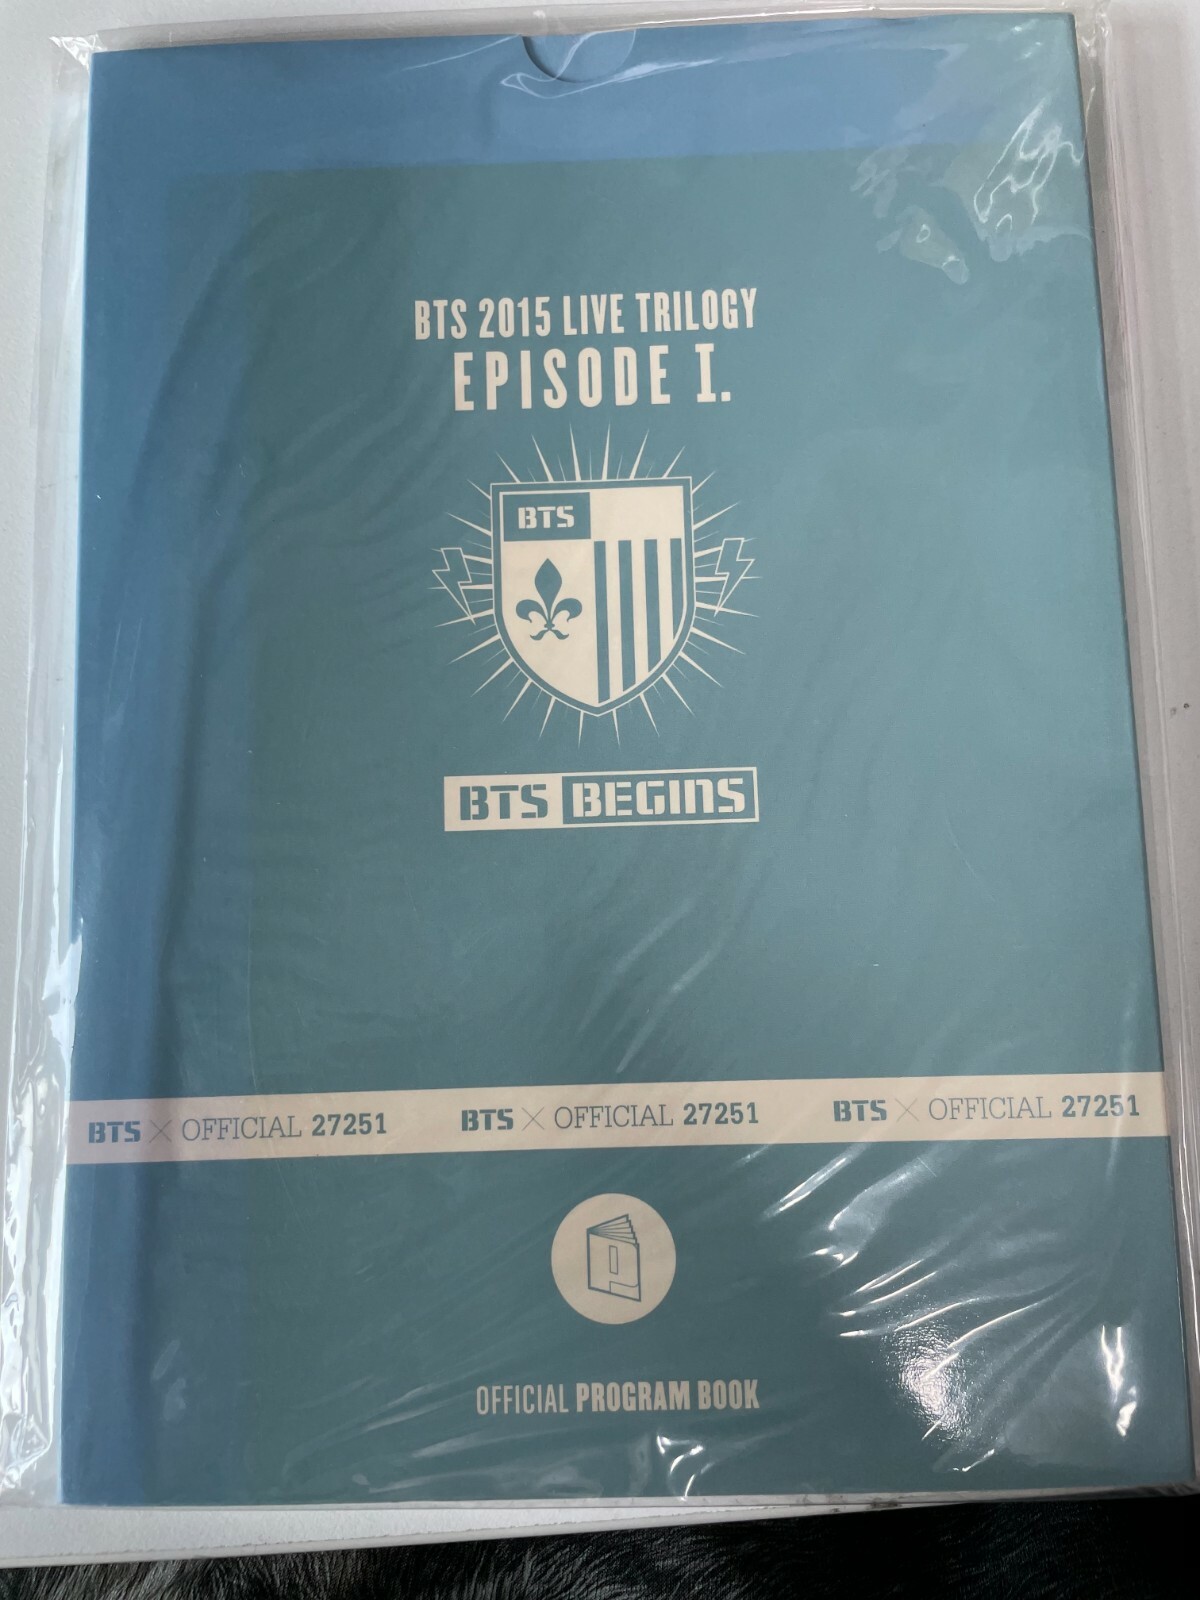 BTS 2015 LIVE TRILOGY
EPISODE I.
BTS
BTS BEGINS
BTS × OFFICIAL 27251 BTS × OFFICIAL 27251 BTS × OFFICIAL 27251
OFFICIAL PROGRAM BOOK